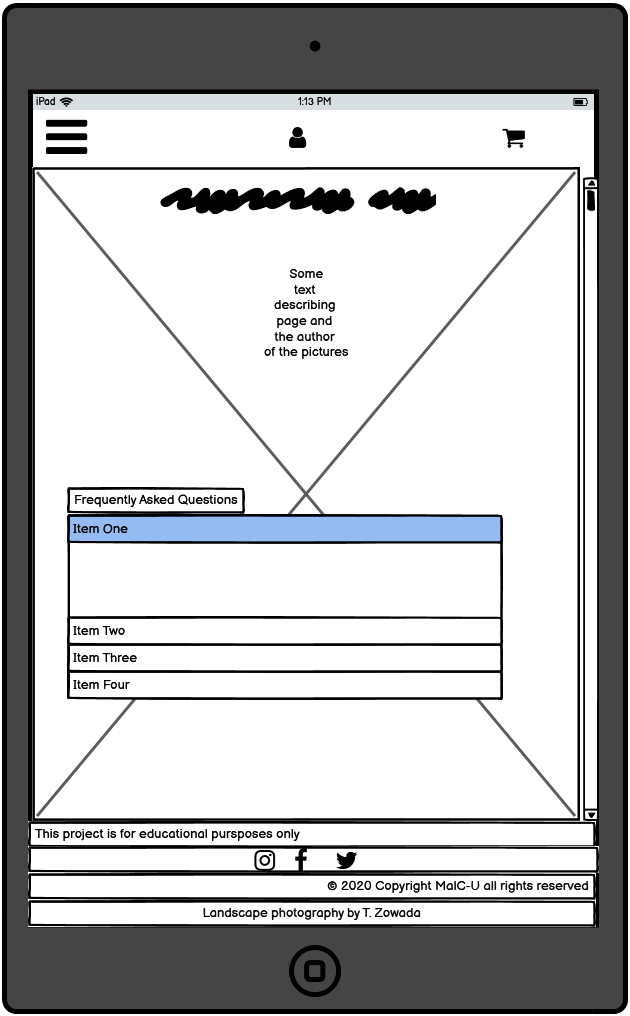 iPad
1:13 PM
Some
text
describing
page and
the author
of the pictures
Frequently Asked Questions
Item One
Item Two
Item Three
Item Four
This project is for educational pursposes only
© 2020 Copyright MalC-U all rights reserved
Landscape photography by T. Zowada